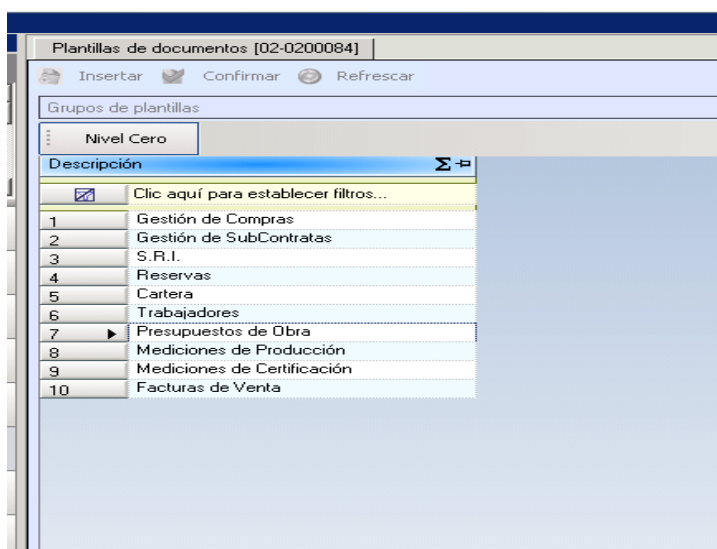 Plantillas de documentos [02-0200084]
Insertar Confirmar Refrescar
Grupos de plantillas
Nivel Cero
Descripción Σ
Clic aquí para establecer filtros...
1 Gestión de Compras
2 Gestión de SubContratas
3 S.R.I.
4 Reservas
5 Cartera
6 Trabajadores
7 Presupuestos de Obra
8 Mediciones de Producción
9 Mediciones de Certificación
10 Facturas de Venta